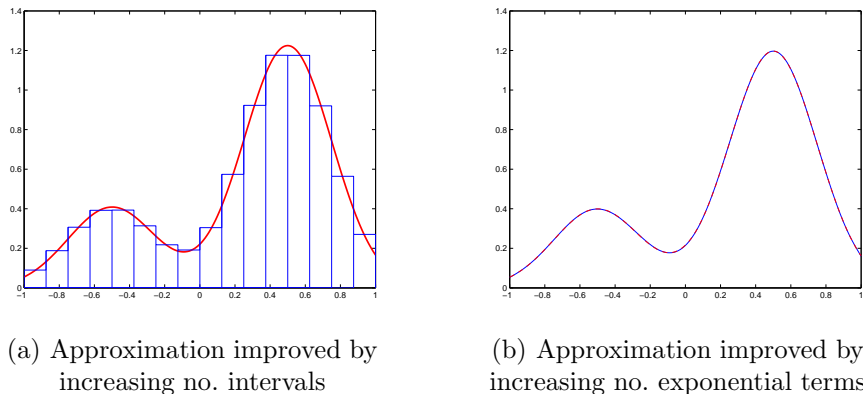 1.4
1.2
1
0.8
0.6
0.4
0.2
0
−1 −0.8 −0.6 −0.4 −0.2 0 0.2 0.4 0.6 0.8 1
(a) Approximation improved by
increasing no. intervals
1.4
1.2
1
0.8
0.6
0.4
0.2
0
−1 −0.8 −0.6 −0.4 −0.2 0 0.2 0.4 0.6 0.8 1
(b) Approximation improved by
increasing no. exponential terms